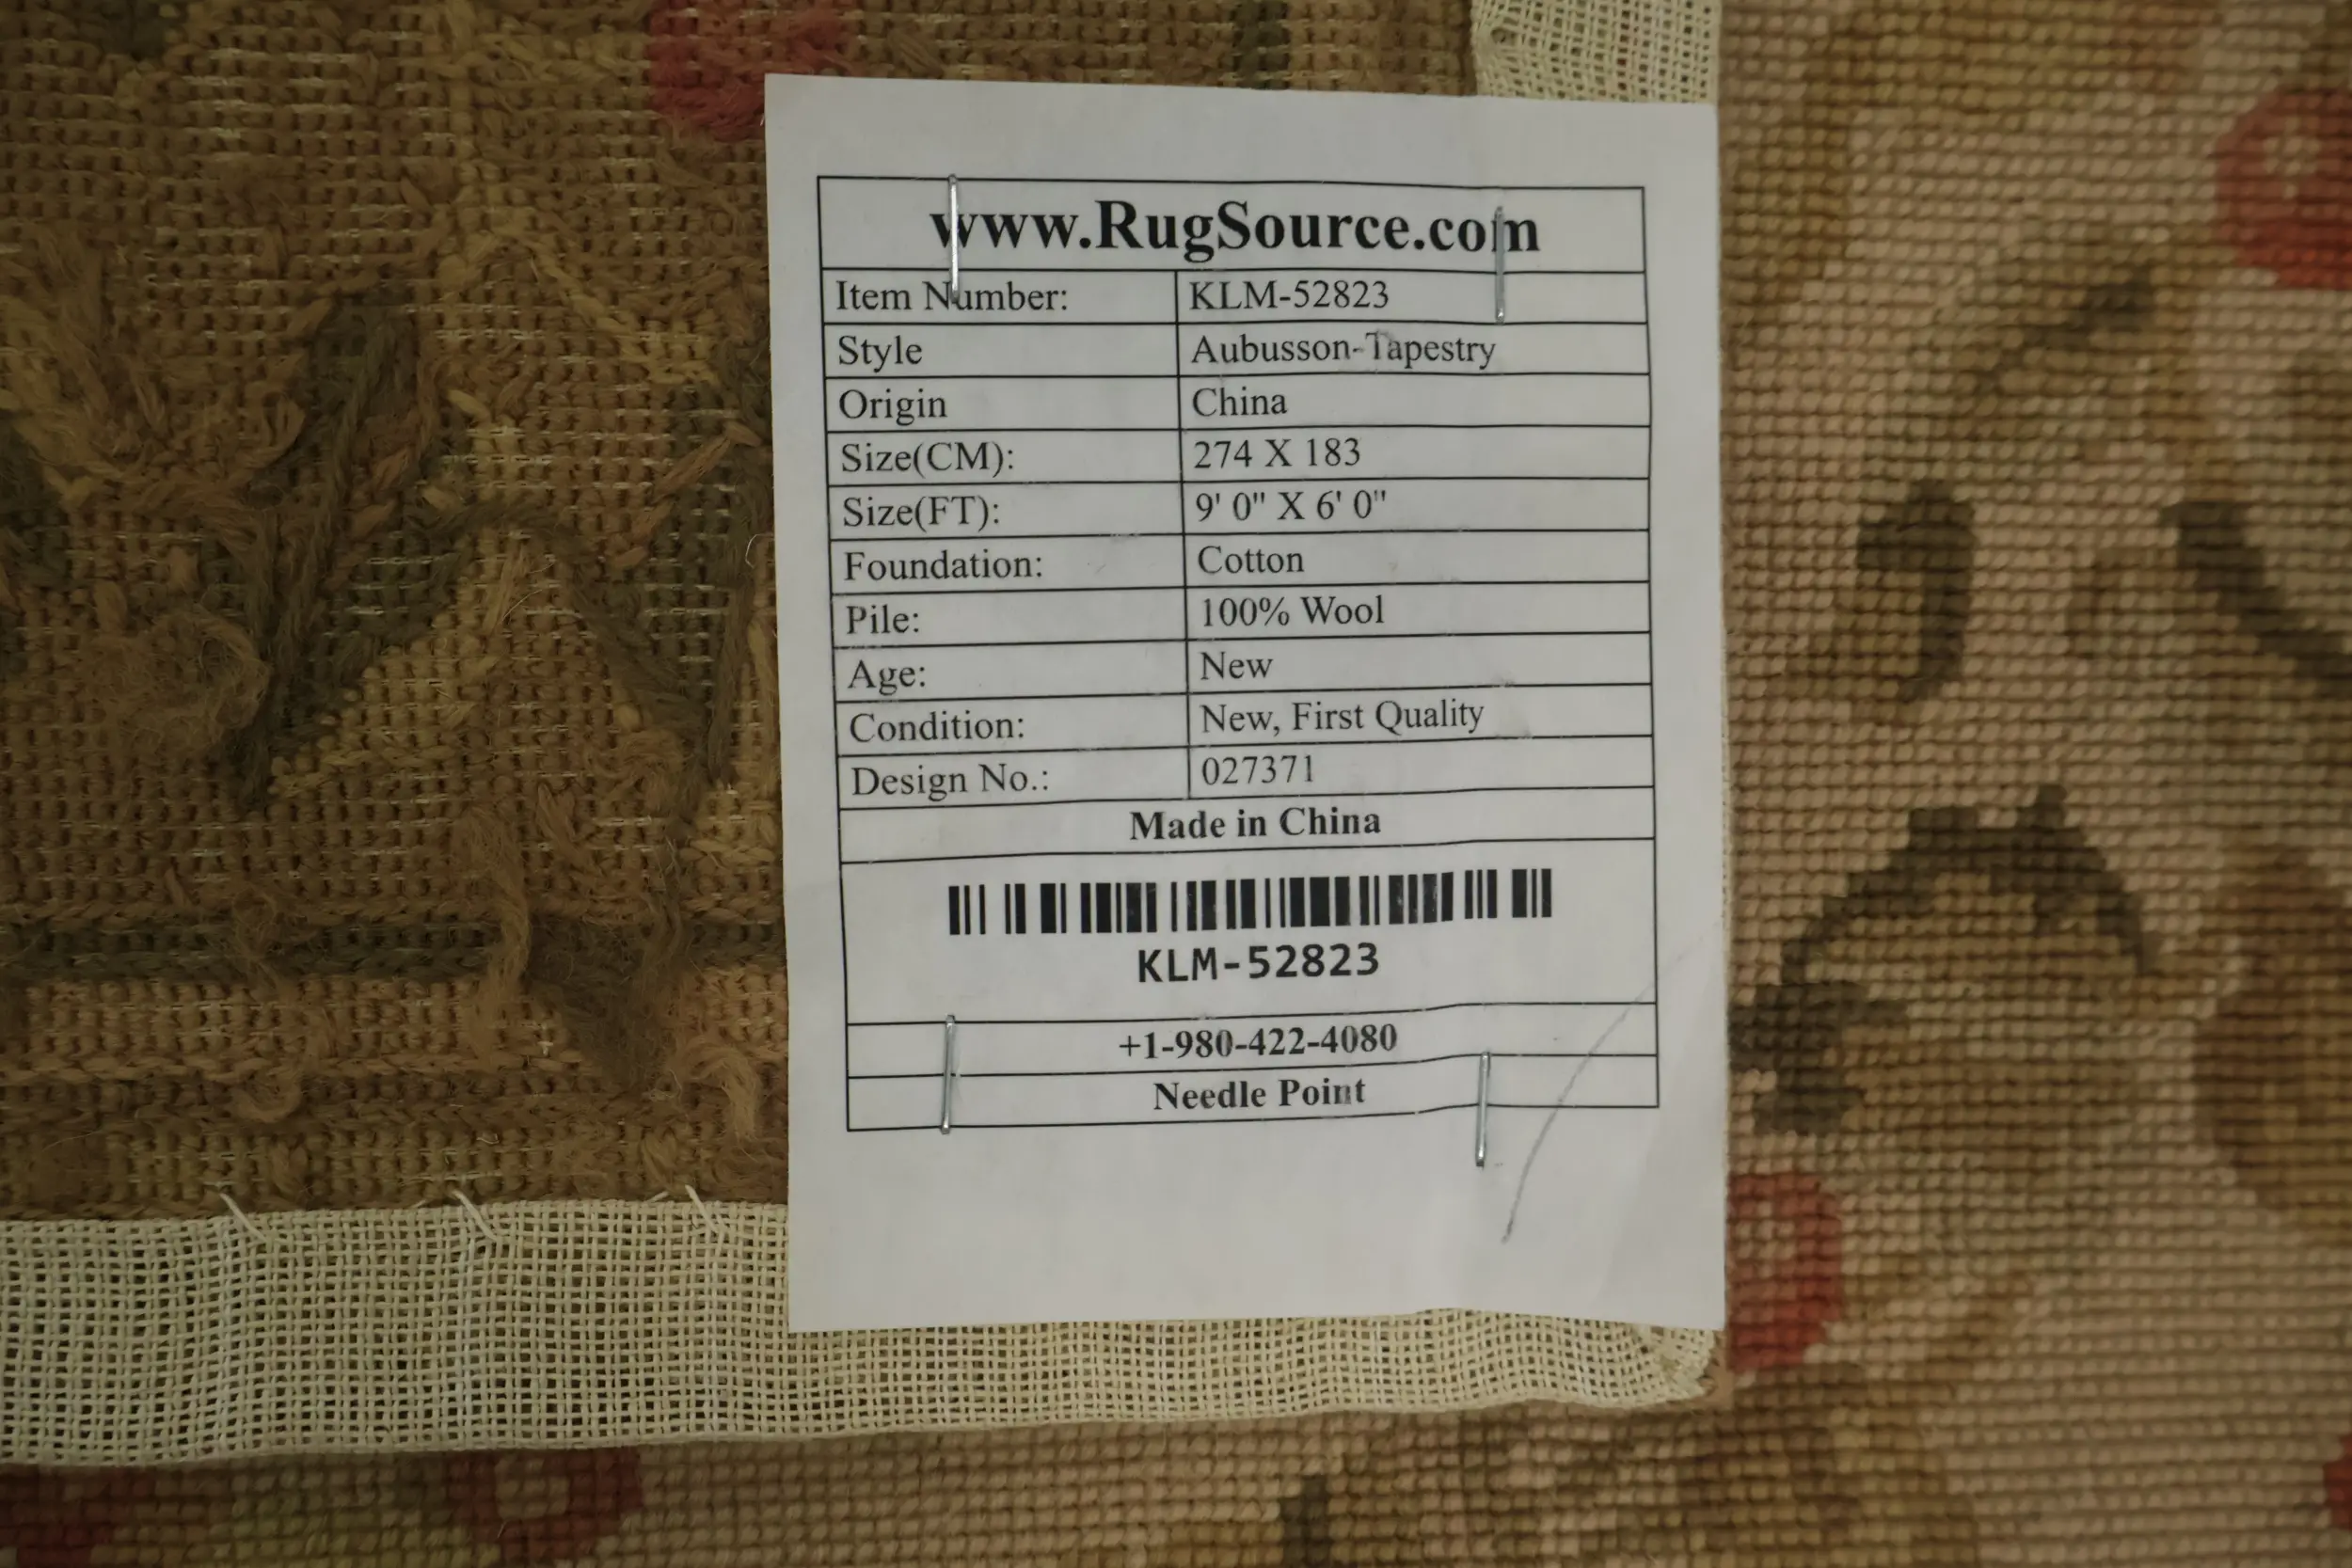 www.RugSource.com
Item Number: KLM-52823
Style Aubusson-Tapestry
Origin China
Size(CM): 274 X 183
Size(FT): 9' 0" X 6' 0"
Foundation: Cotton
Pile: 100% Wool
Age: New
Condition: New, First Quality
Design No.: 027371
Made in China
KLM-52823
+1-980-422-4080
Needle Point